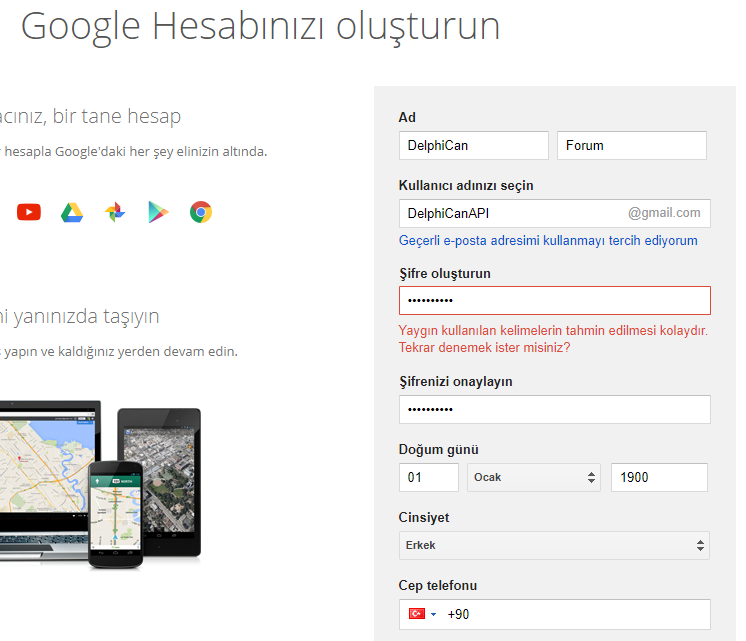 Google Hesabınızı oluşturun
acınız, bir tane hesap
hesapla Google'daki her şey elinizin altında.
ni yanınızda taşıyın
yapın ve kaldığınız yerden devam edin.
Ad
DelphiCan
Forum
Kullanıcı adınızı seçin
DelphiCanAPI @gmail.com
Geçerli e-posta adresimi kullanmayı tercih ediyorum
Şifre oluşturun
••••••••••
Yaygın kullanılan kelimelerin tahmin edilmesi kolaydır.
Tekrar denemek ister misiniz?
Şifrenizi onaylayın
••••••••••
Doğum günü
01 Ocak 1900
Cinsiyet
Erkek
Cep telefonu
+90